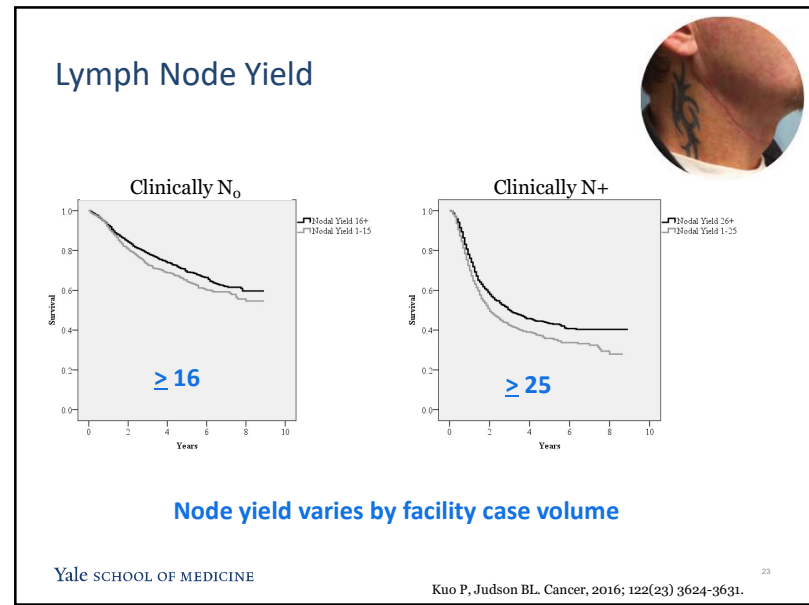 Lymph Node Yield
Clinically N₀
Clinically N+
1.0
0.8
0.6
0.4
0.2
0.0
Survival
0 2 4 6 8 10
Years
Nodal Yield 16+
Nodal Yield 1-15
≥ 16
1.0
0.8
0.6
0.4
0.2
0.0
Survival
0 2 4 6 8 10
Years
Nodal Yield 26+
Nodal Yield 1-25
≥ 25
Node yield varies by facility case volume
Yale SCHOOL OF MEDICINE
23
Kuo P, Judson BL. Cancer, 2016; 122(23) 3624-3631.